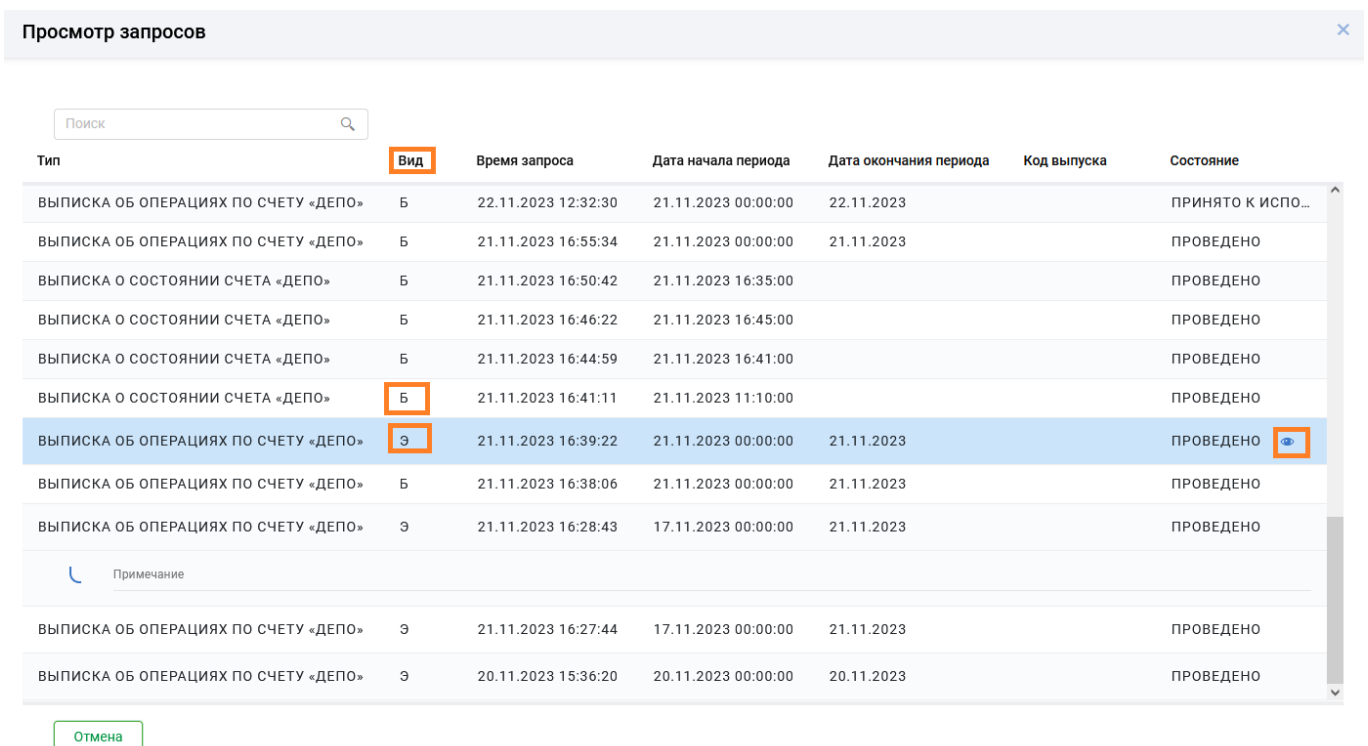 Просмотр запросов
Поиск
Тип Вид Время запроса Дата начала периода Дата окончания периода Код выпуска Состояние
ВЫПИСКА ОБ ОПЕРАЦИЯХ ПО СЧЕТУ «ДЕПО» Б 22.11.2023 12:32:30 21.11.2023 00:00:00 22.11.2023 ПРИНЯТО К ИСПО...
ВЫПИСКА ОБ ОПЕРАЦИЯХ ПО СЧЕТУ «ДЕПО» Б 21.11.2023 16:55:34 21.11.2023 00:00:00 21.11.2023 ПРОВЕДЕНО
ВЫПИСКА О СОСТОЯНИИ СЧЕТА «ДЕПО» Б 21.11.2023 16:50:42 21.11.2023 16:35:00 ПРОВЕДЕНО
ВЫПИСКА О СОСТОЯНИИ СЧЕТА «ДЕПО» Б 21.11.2023 16:46:22 21.11.2023 16:45:00 ПРОВЕДЕНО
ВЫПИСКА О СОСТОЯНИИ СЧЕТА «ДЕПО» Б 21.11.2023 16:44:59 21.11.2023 16:41:00 ПРОВЕДЕНО
ВЫПИСКА О СОСТОЯНИИ СЧЕТА «ДЕПО» Б 21.11.2023 16:41:11 21.11.2023 11:10:00 ПРОВЕДЕНО
ВЫПИСКА ОБ ОПЕРАЦИЯХ ПО СЧЕТУ «ДЕПО» Э 21.11.2023 16:39:22 21.11.2023 00:00:00 21.11.2023 ПРОВЕДЕНО
ВЫПИСКА ОБ ОПЕРАЦИЯХ ПО СЧЕТУ «ДЕПО» Б 21.11.2023 16:38:06 21.11.2023 00:00:00 21.11.2023 ПРОВЕДЕНО
ВЫПИСКА ОБ ОПЕРАЦИЯХ ПО СЧЕТУ «ДЕПО» Э 21.11.2023 16:28:43 17.11.2023 00:00:00 21.11.2023 ПРОВЕДЕНО
Примечание
ВЫПИСКА ОБ ОПЕРАЦИЯХ ПО СЧЕТУ «ДЕПО» Э 21.11.2023 16:27:44 17.11.2023 00:00:00 21.11.2023 ПРОВЕДЕНО
ВЫПИСКА ОБ ОПЕРАЦИЯХ ПО СЧЕТУ «ДЕПО» Э 20.11.2023 15:36:20 20.11.2023 00:00:00 20.11.2023 ПРОВЕДЕНО
Отмена